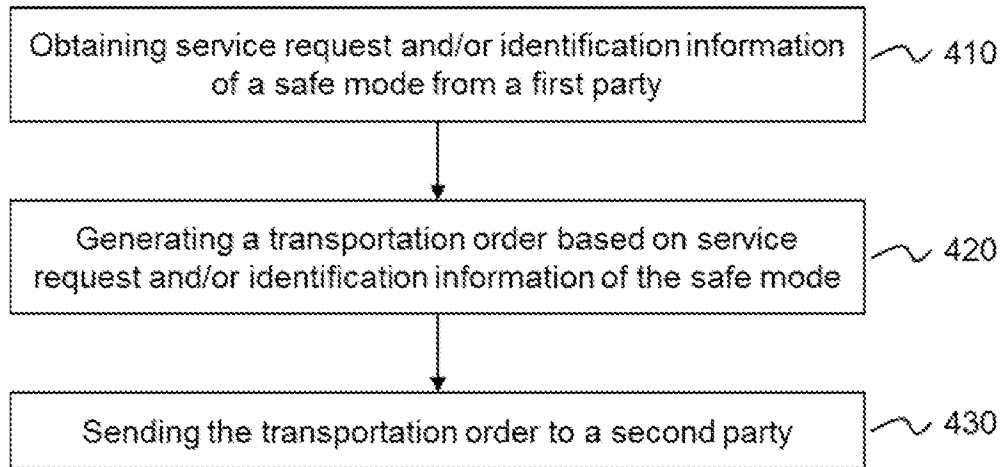 Obtaining service request and/or identification information
of a safe mode from a first party
410
Generating a transportation order based on service
request and/or identification information of the safe mode
420
Sending the transportation order to a second party
430